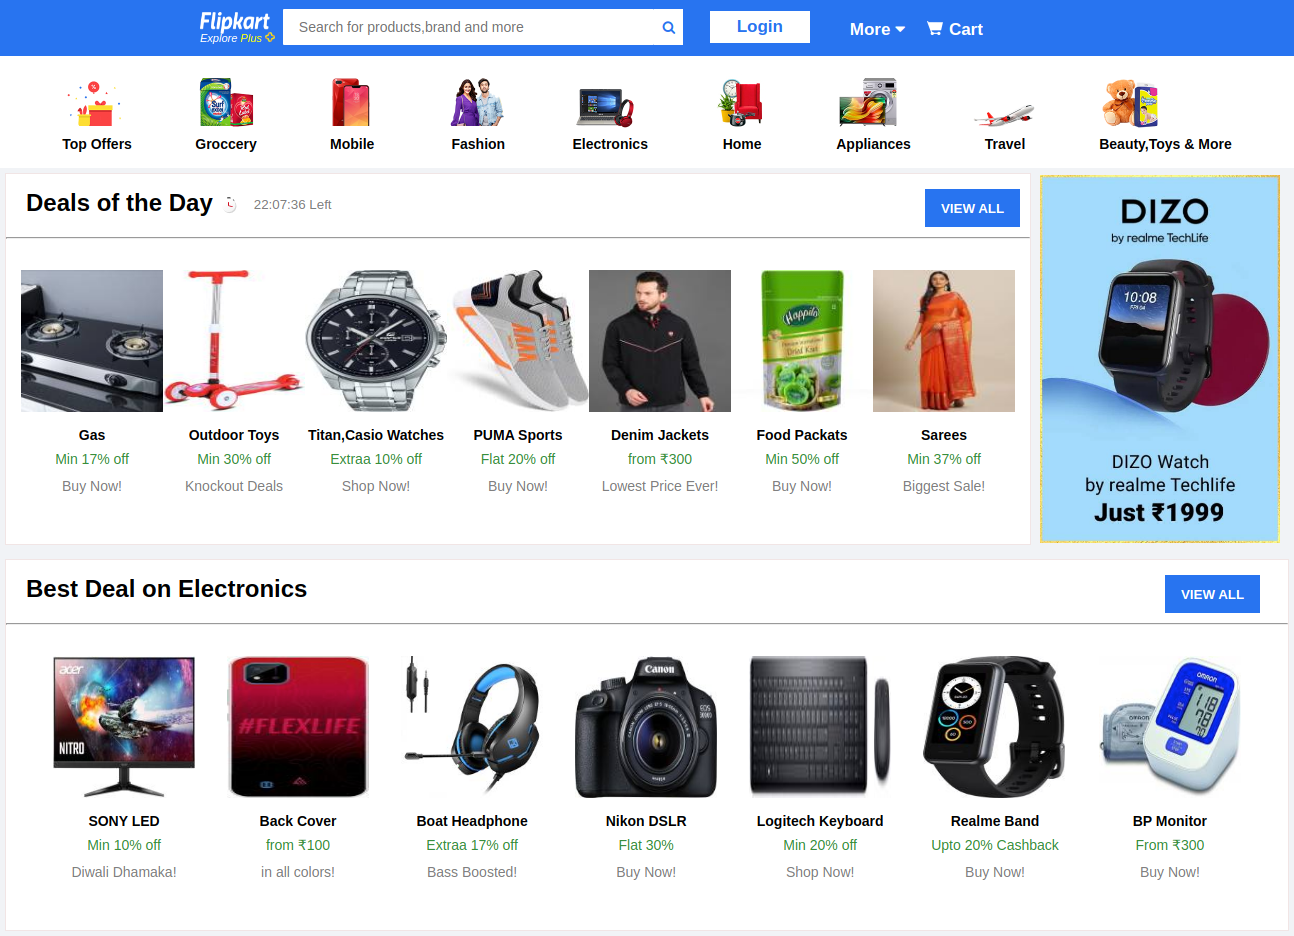 Flipkart
Explore Plus
Search for products,brand and more
Login
More
Cart
Top Offers
Groccery
Mobile
Fashion
Electronics
Home
Appliances
Travel
Beauty,Toys & More
Deals of the Day
22:07:36 Left
VIEW ALL
Gas
Outdoor Toys
Titan,Casio Watches
PUMA Sports
Denim Jackets
Food Packats
Sarees
Min 17% off
Min 30% off
Extraa 10% off
Flat 20% off
from ₹300
Min 50% off
Min 37% off
Buy Now!
Knockout Deals
Shop Now!
Buy Now!
Lowest Price Ever!
Buy Now!
Biggest Sale!
DIZO
by realme TechLife
10:08
FRI 04
DIZO Watch
by realme Techlife
Just ₹1999
Best Deal on Electronics
VIEW ALL
acer
NITRO
#FLEXLIFE
Canon
EOS
OMRON
118
78
70
SONY LED
Back Cover
Boat Headphone
Nikon DSLR
Logitech Keyboard
Realme Band
BP Monitor
Min 10% off
from ₹100
Extraa 17% off
Flat 30%
Min 20% off
Upto 20% Cashback
From ₹300
Diwali Dhamaka!
in all colors!
Bass Boosted!
Buy Now!
Shop Now!
Buy Now!
Buy Now!